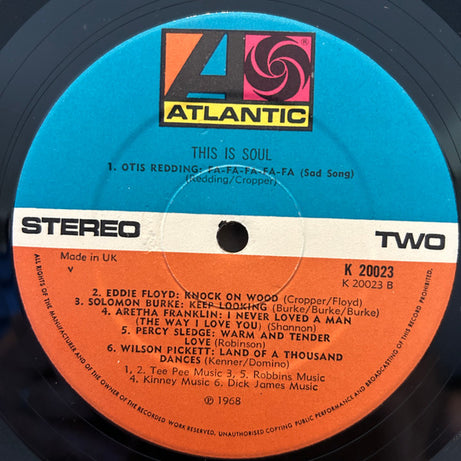 ATLANTIC
THIS IS SOUL
1. OTIS REDDING: FA-FA-FA-FA-FA (Sad Song)
(Redding/Cropper)
STEREO
TWO
Made in UK
V
K 20023
K 20023 B
2. EDDIE FLOYD: KNOCK ON WOOD (Cropper/Floyd)
3. SOLOMON BURKE: KEEP LOOKING (Burke/Burke/Burke)
4. ARETHA FRANKLIN: I NEVER LOVED A MAN
(THE WAY I LOVE YOU) (Shannon)
5. PERCY SLEDGE: WARM AND TENDER
LOVE (Robinson)
6. WILSON PICKETT: LAND OF A THOUSAND
DANCES (Kenner/Domino)
1, 2. Tee Pee Music 3, 5. Robbins Music
4. Kinney Music 6. Dick James Music
℗ 1968
ALL RIGHTS OF THE MANUFACTURER AND OF THE OWNER OF THE RECORDED WORK RESERVED, UNAUTHORISED COPYING PUBLIC PERFORMANCE AND BROADCASTING OF THIS RECORD PROHIBITED